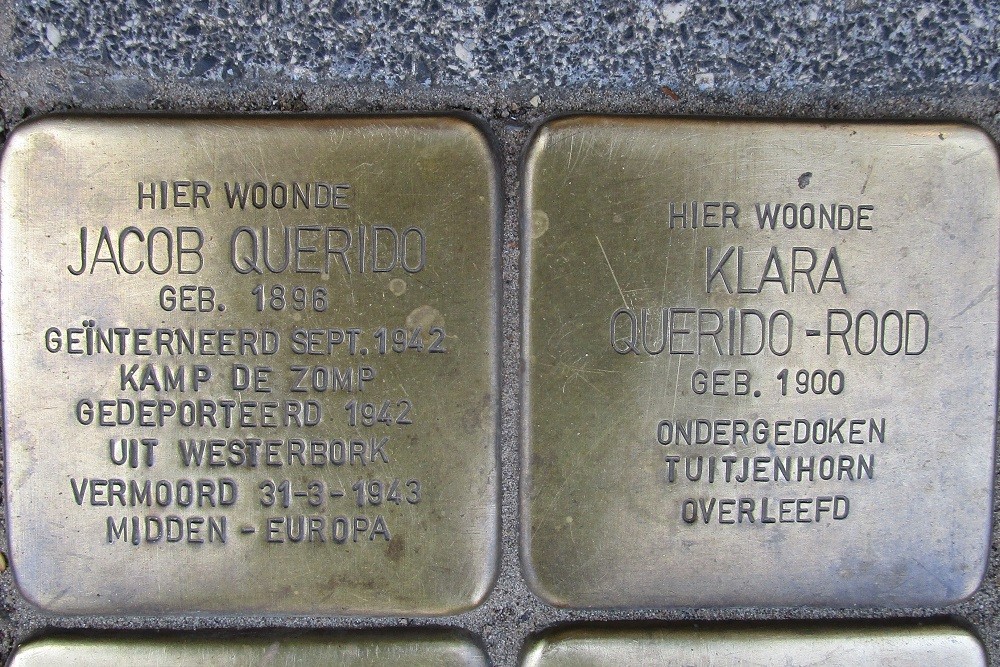 HIER WOONDE
JACOB QUERIDO
GEB. 1896
GEÏNTERNEERD SEPT. 1942
KAMP DE ZOMP
GEDEPORTEERD 1942
UIT WESTERBORK
VERMOORD 31-3-1943
MIDDEN - EUROPA
HIER WOONDE
KLARA
QUERIDO-ROOD
GEB. 1900
ONDERGEDOKEN
TUITJENHORN
OVERLEEFD